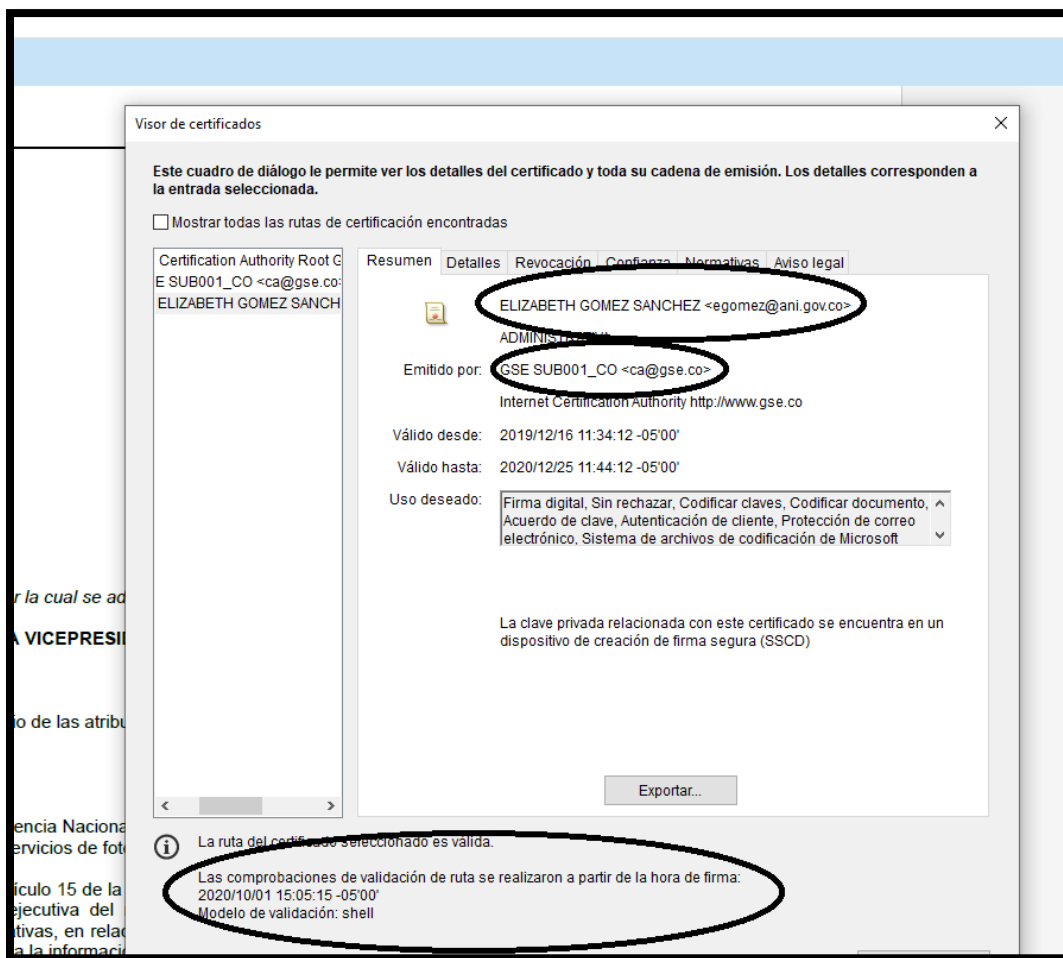 Visor de certificados
Este cuadro de diálogo le permite ver los detalles del certificado y toda su cadena de emisión. Los detalles corresponden a
la entrada seleccionada.
Mostrar todas las rutas de certificación encontradas
Certification Authority Root G
E SUB001_CO <ca@gse.co>
ELIZABETH GOMEZ SANCH
Resumen Detalles Revocación Confianza Normativas Aviso legal
ELIZABETH GOMEZ SANCHEZ <egomez@ani.gov.co>
Emitido por: GSE SUB001_CO <ca@gse.co>
Internet Certification Authority http://www.gse.co
Válido desde: 2019/12/16 11:34:12 -05'00'
Válido hasta: 2020/12/25 11:44:12 -05'00'
Uso deseado: Firma digital, Sin rechazar, Codificar claves, Codificar documento,
Acuerdo de clave, Autenticación de cliente, Protección de correo
electrónico, Sistema de archivos de codificación de Microsoft
La clave privada relacionada con este certificado se encuentra en un
dispositivo de creación de firma segura (SSCD)
Exportar...
La ruta del certificado seleccionado es válida.
Las comprobaciones de validación de ruta se realizaron a partir de la hora de firma:
2020/10/01 15:05:15 -05'00'
Modelo de validación: shell
r la cual se ad
A VICEPRESI
io de las atribu
encia Naciona
ervicios de fot
ículo 15 de la
ejecutiva del
ativas, en relac
a la informaci